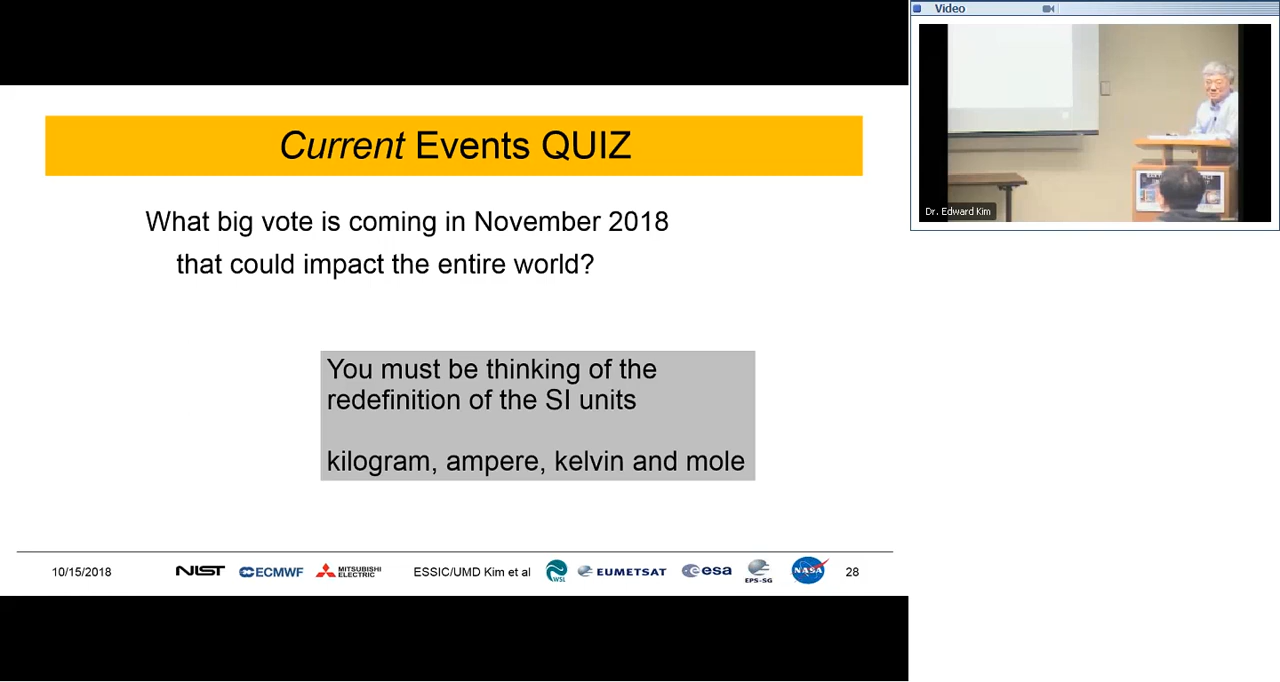 Video
Dr. Edward Kim
Current Events QUIZ
What big vote is coming in November 2018
that could impact the entire world?
You must be thinking of the
redefinition of the SI units
kilogram, ampere, kelvin and mole
10/15/2018
NIST
ECMWF
MITSUBISHI
ELECTRIC
ESSIC/UMD Kim et al
WSL
EUMETSAT
esa
EPS-SG
NASA
28